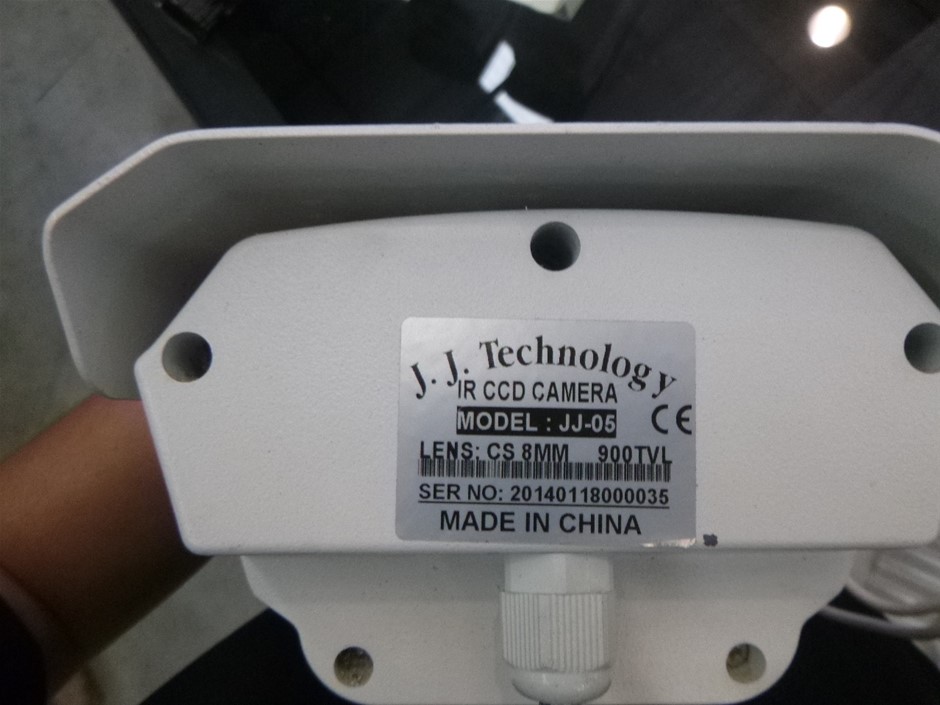 J. J. Technology
IR CCD CAMERA
MODEL : JJ-05 CE
LENS: CS 8MM 900TVL
SER NO: 20140118000035
MADE IN CHINA